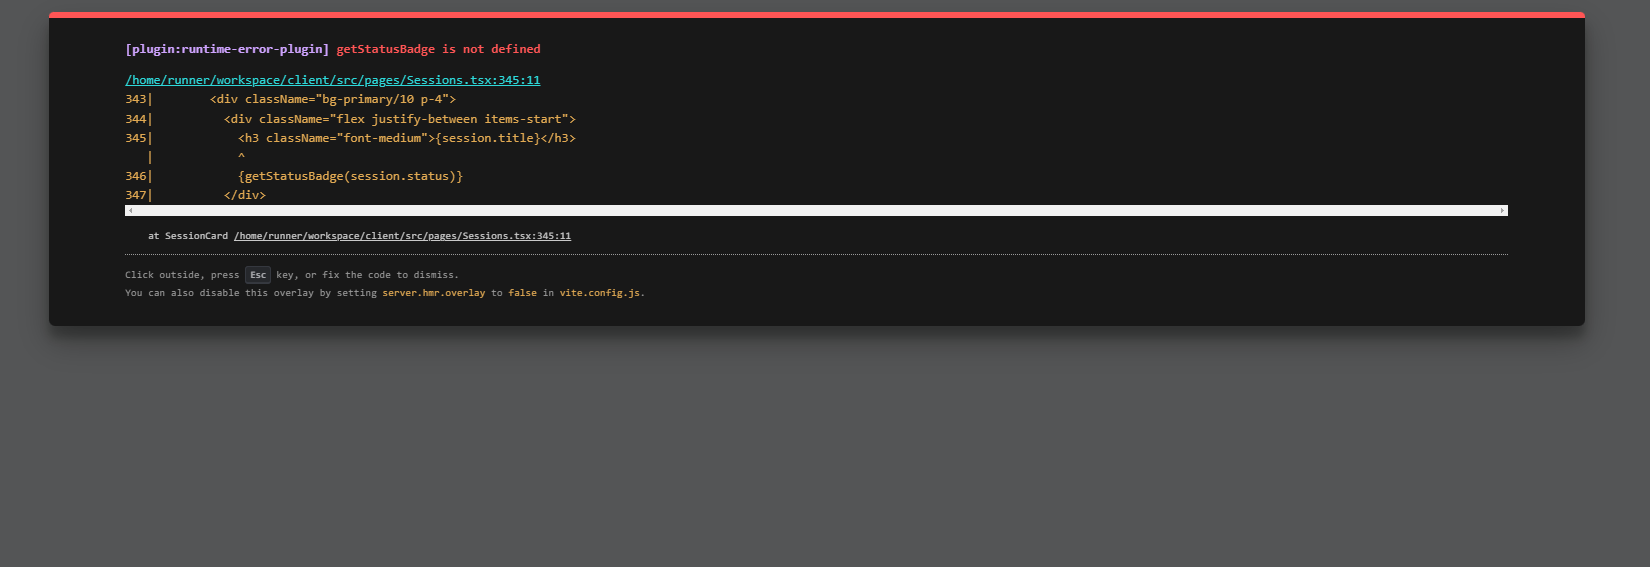 [plugin:runtime-error-plugin] getStatusBadge is not defined
/home/runner/workspace/client/src/pages/Sessions.tsx:345:11
343|        <div className="bg-primary/10 p-4">
344|          <div className="flex justify-between items-start">
345|            <h3 className="font-medium">{session.title}</h3>
   |            ^
346|            {getStatusBadge(session.status)}
347|          </div>
at SessionCard /home/runner/workspace/client/src/pages/Sessions.tsx:345:11
Click outside, press Esc key, or fix the code to dismiss.
You can also disable this overlay by setting server.hmr.overlay to false in vite.config.js.